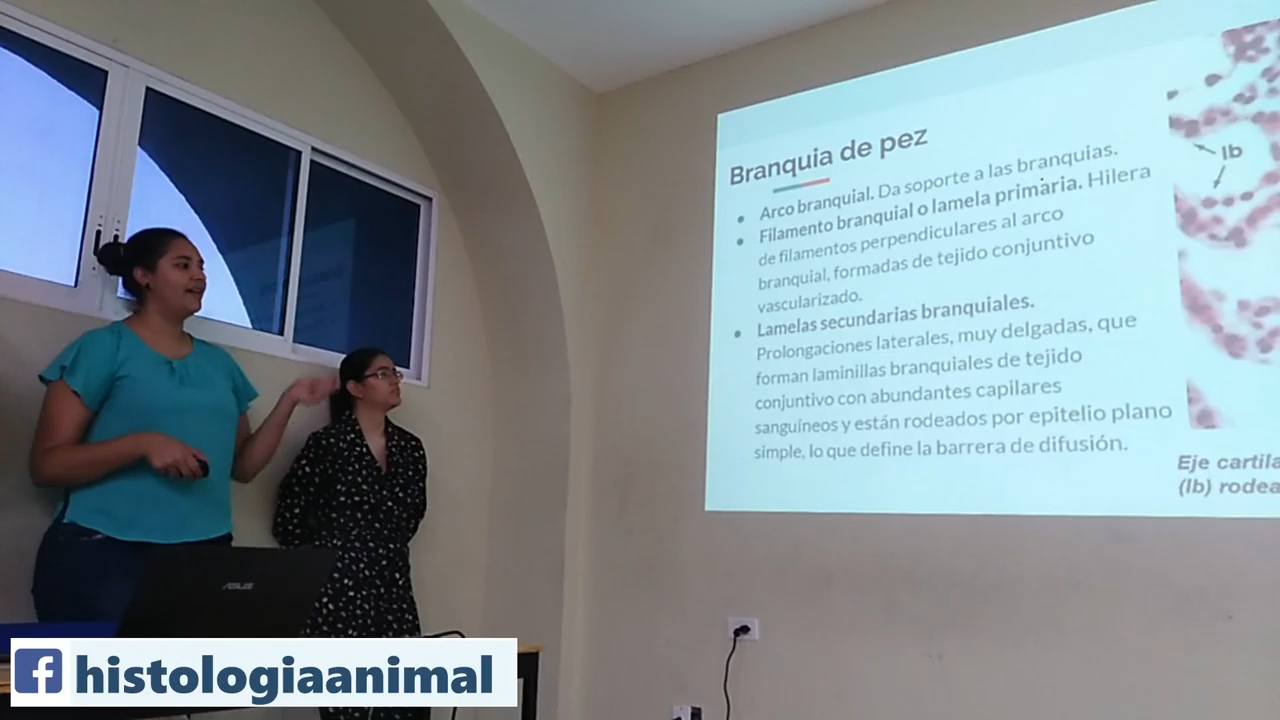 Branquia de pez
Arco branquial. Da soporte a las branquias.
Filamento branquial o lamela primaria. Hilera
de filamentos perpendiculares al arco
branquial, formadas de tejido conjuntivo
vascularizado.
Lamelas secundarias branquiales.
Prolongaciones laterales, muy delgadas, que
forman laminillas branquiales de tejido
conjuntivo con abundantes capilares
sanguíneos y están rodeados por epitelio plano
simple, lo que define la barrera de difusión.
lb
Eje cartila
(lb) rodea
ASUS
f histologiaanimal